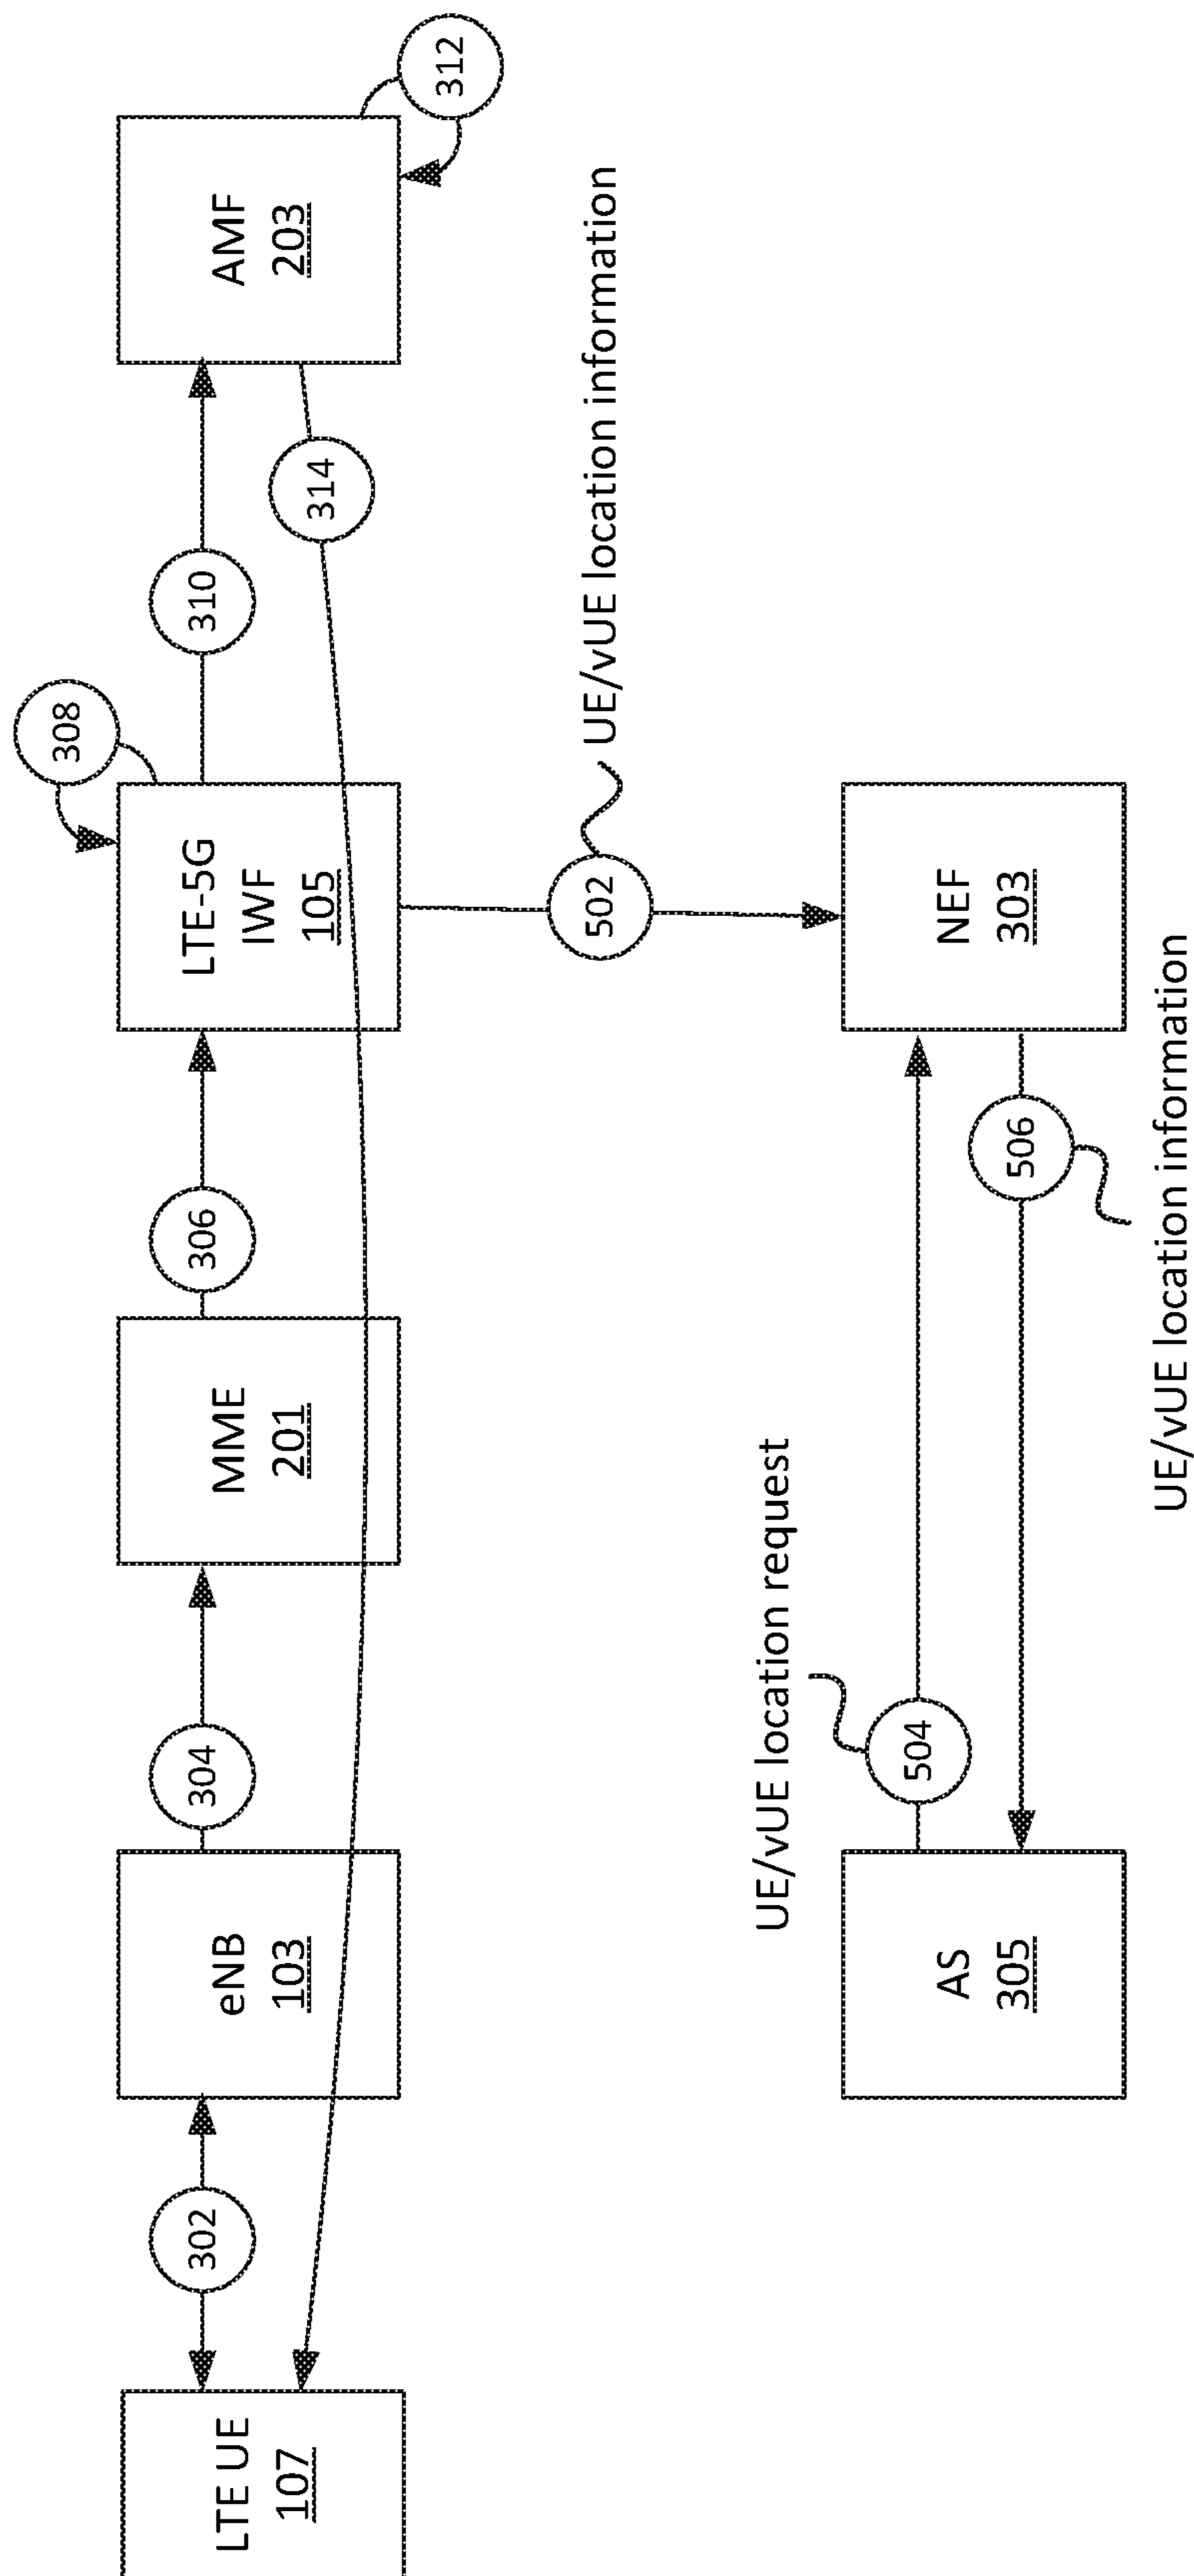 LTE UE
107
302
eNB
103
304
MME
201
306
LTE-5G
IWF
105
308
310
314
AMF
203
312
502
UE/vUE location information
UE/vUE location request
504
AS
305
506
UE/vUE location information
NEF
303